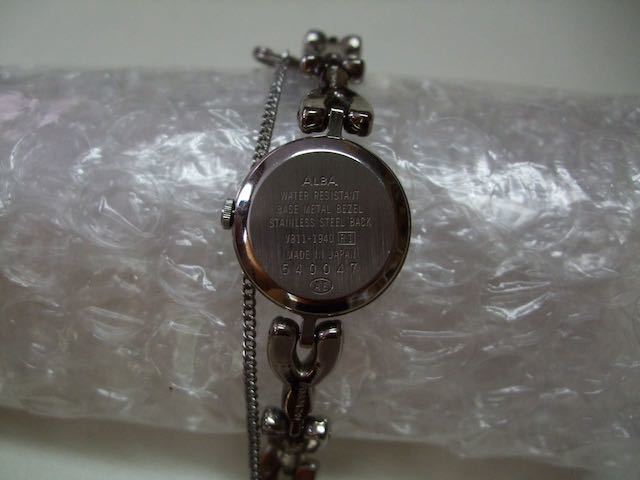 ALBA
WATER RESISTANT
BASE METAL BEZEL
STAINLESS STEEL BACK
V811-1940
MADE IN JAPAN
540047